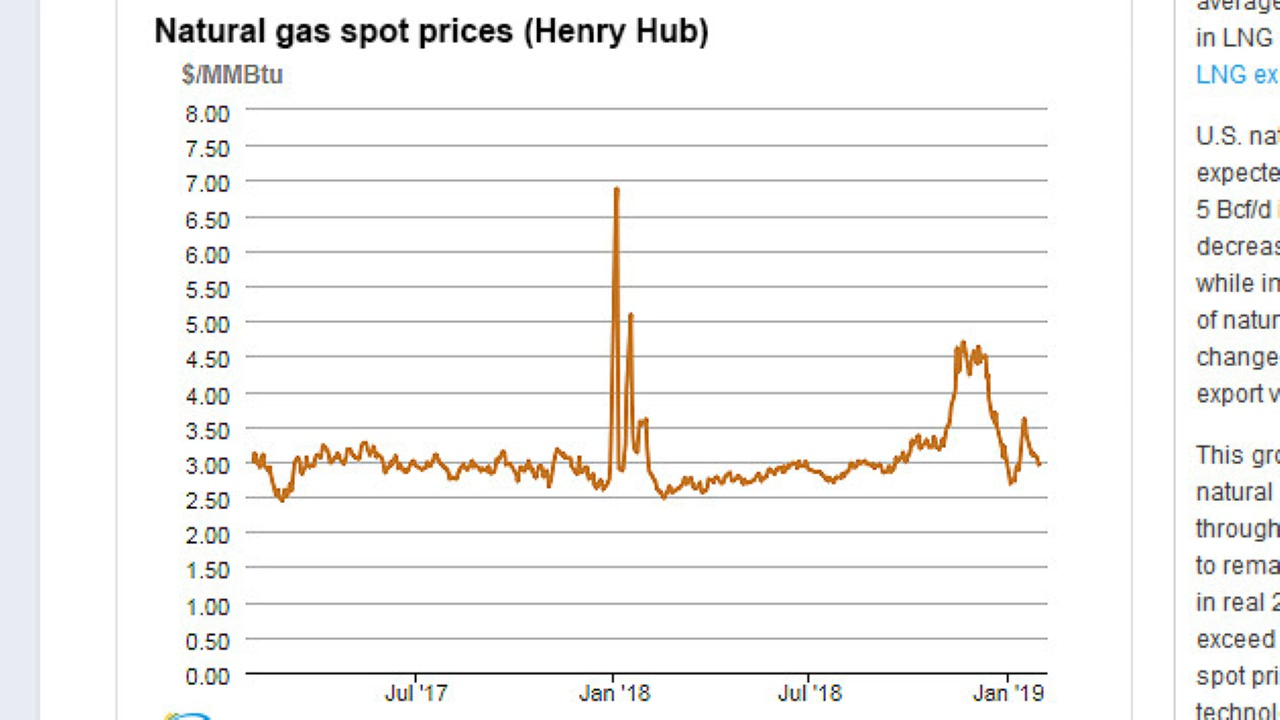 Natural gas spot prices (Henry Hub)
$/MMBtu
8.00
7.50
7.00
6.50
6.00
5.50
5.00
4.50
4.00
3.50
3.00
2.50
2.00
1.50
1.00
0.50
0.00
Jul '17 Jan '18 Jul '18 Jan '19
average
in LNG
LNG ex
U.S. nat
expecte
5 Bcf/d i
decreas
while im
of natur
change
export v
This gro
natural
through
to rema
in real 2
exceed
spot pri
technol